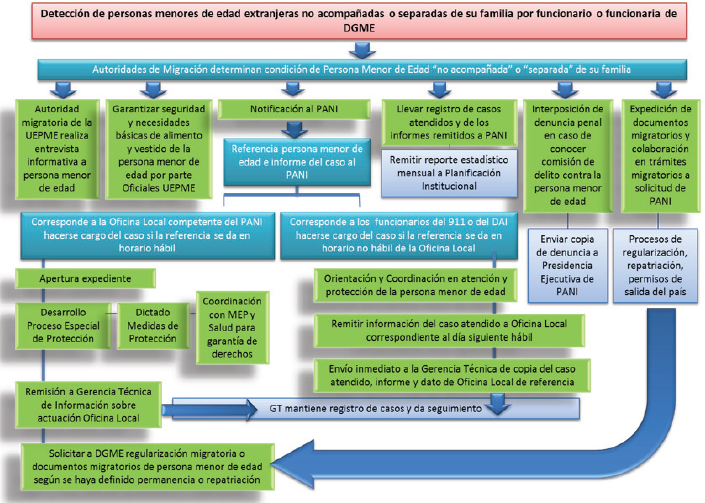 Detección de personas menores de edad extranjeras no acompañadas o separadas de su familia por funcionario o funcionaria de
DGME
Autoridades de Migración determinan condición de Persona Menor de Edad "no acompañada" o "separada" de su familia
Autoridad
migratoria de la
UEPME realiza
entrevista
informativa a
persona menor
de edad
Garantizar seguridad
y necesidades
básicas de alimento
y vestido de la
persona menor de
edad por parte
Oficiales UEPME
Notificación al PANI
Referencia persona menor de
edad e informe del caso al
PANI
Llevar registro de casos
atendidos y de los
informes remitidos a PANI
Remitir reporte estadístico
mensual a Planificación
Institucional
Interposición de
denuncia penal
en caso de
conocer
comisión de
delito contra la
persona menor
de edad
Enviar copia
de denuncia a
Presidencia
Ejecutiva de
PANI
Expedición de
documentos
migratorios y
colaboración
en trámites
migratorios a
solicitud de
PANI
Procesos de
regularización,
repatriación,
permisos de
salida del país
Corresponde a la Oficina Local competente del PANI
hacerse cargo del caso si la referencia se da en
horario hábil
Corresponde a los funcionarios del 911 o del DAI
hacerse cargo del caso si la referencia se da en
horario no hábil de la Oficina Local
Apertura expediente
Desarrollo
Proceso Especial
de Protección
Dictado
Medidas de
Protección
Coordinación
con MEP y
Salud para
garantía de
derechos
Orientación y Coordinación en atención y
protección de la persona menor de edad
Remitir información del caso atendido a Oficina Local
correspondiente al día siguiente hábil
Envío inmediato a la Gerencia Técnica de copia del caso
atendido, informe y dato de Oficina Local de referencia
Remisión a Gerencia Técnica
de Información sobre
actuación Oficina Local
GT mantiene registro de casos y da seguimiento
Solicitar a DGME regularización migratoria o
documentos migratorios de persona menor de edad
según se haya definido permanencia o repatriación